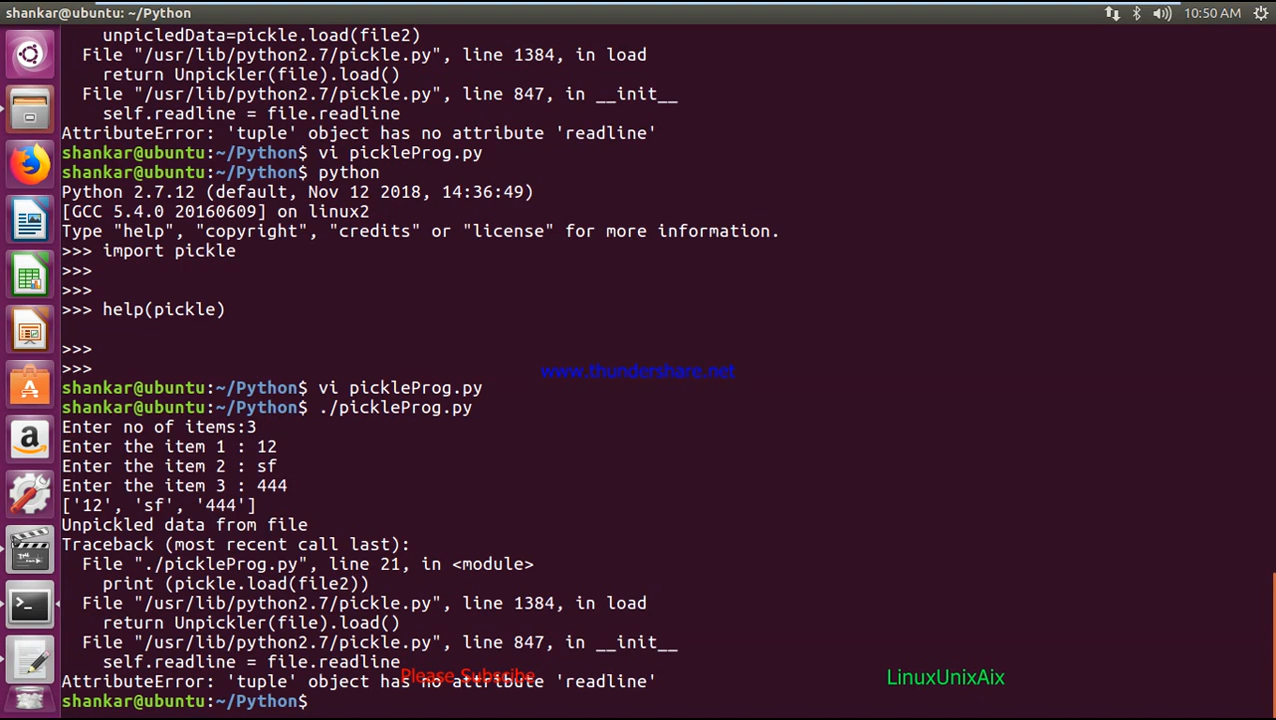 shankar@ubuntu: ~/Python
10:50 AM
unpicledData=pickle.load(file2)
File "/usr/lib/python2.7/pickle.py", line 1384, in load
return Unpickler(file).load()
File "/usr/lib/python2.7/pickle.py", line 847, in __init__
self.readline = file.readline
AttributeError: 'tuple' object has no attribute 'readline'
shankar@ubuntu:~/Python$ vi pickleProg.py
shankar@ubuntu:~/Python$ python
Python 2.7.12 (default, Nov 12 2018, 14:36:49)
[GCC 5.4.0 20160609] on linux2
Type "help", "copyright", "credits" or "license" for more information.
>>> import pickle
>>>
>>>
>>> help(pickle)
>>>
>>>
www.thundershare.net
shankar@ubuntu:~/Python$ vi pickleProg.py
shankar@ubuntu:~/Python$ ./pickleProg.py
Enter no of items:3
Enter the item 1 : 12
Enter the item 2 : sf
Enter the item 3 : 444
['12', 'sf', '444']
Unpickled data from file
Traceback (most recent call last):
File "./pickleProg.py", line 21, in <module>
print (pickle.load(file2))
File "/usr/lib/python2.7/pickle.py", line 1384, in load
return Unpickler(file).load()
File "/usr/lib/python2.7/pickle.py", line 847, in __init__
self.readline = file.readline
Please Subscibe
LinuxUnixAix
AttributeError: 'tuple' object has no attribute 'readline'
shankar@ubuntu:~/Python$